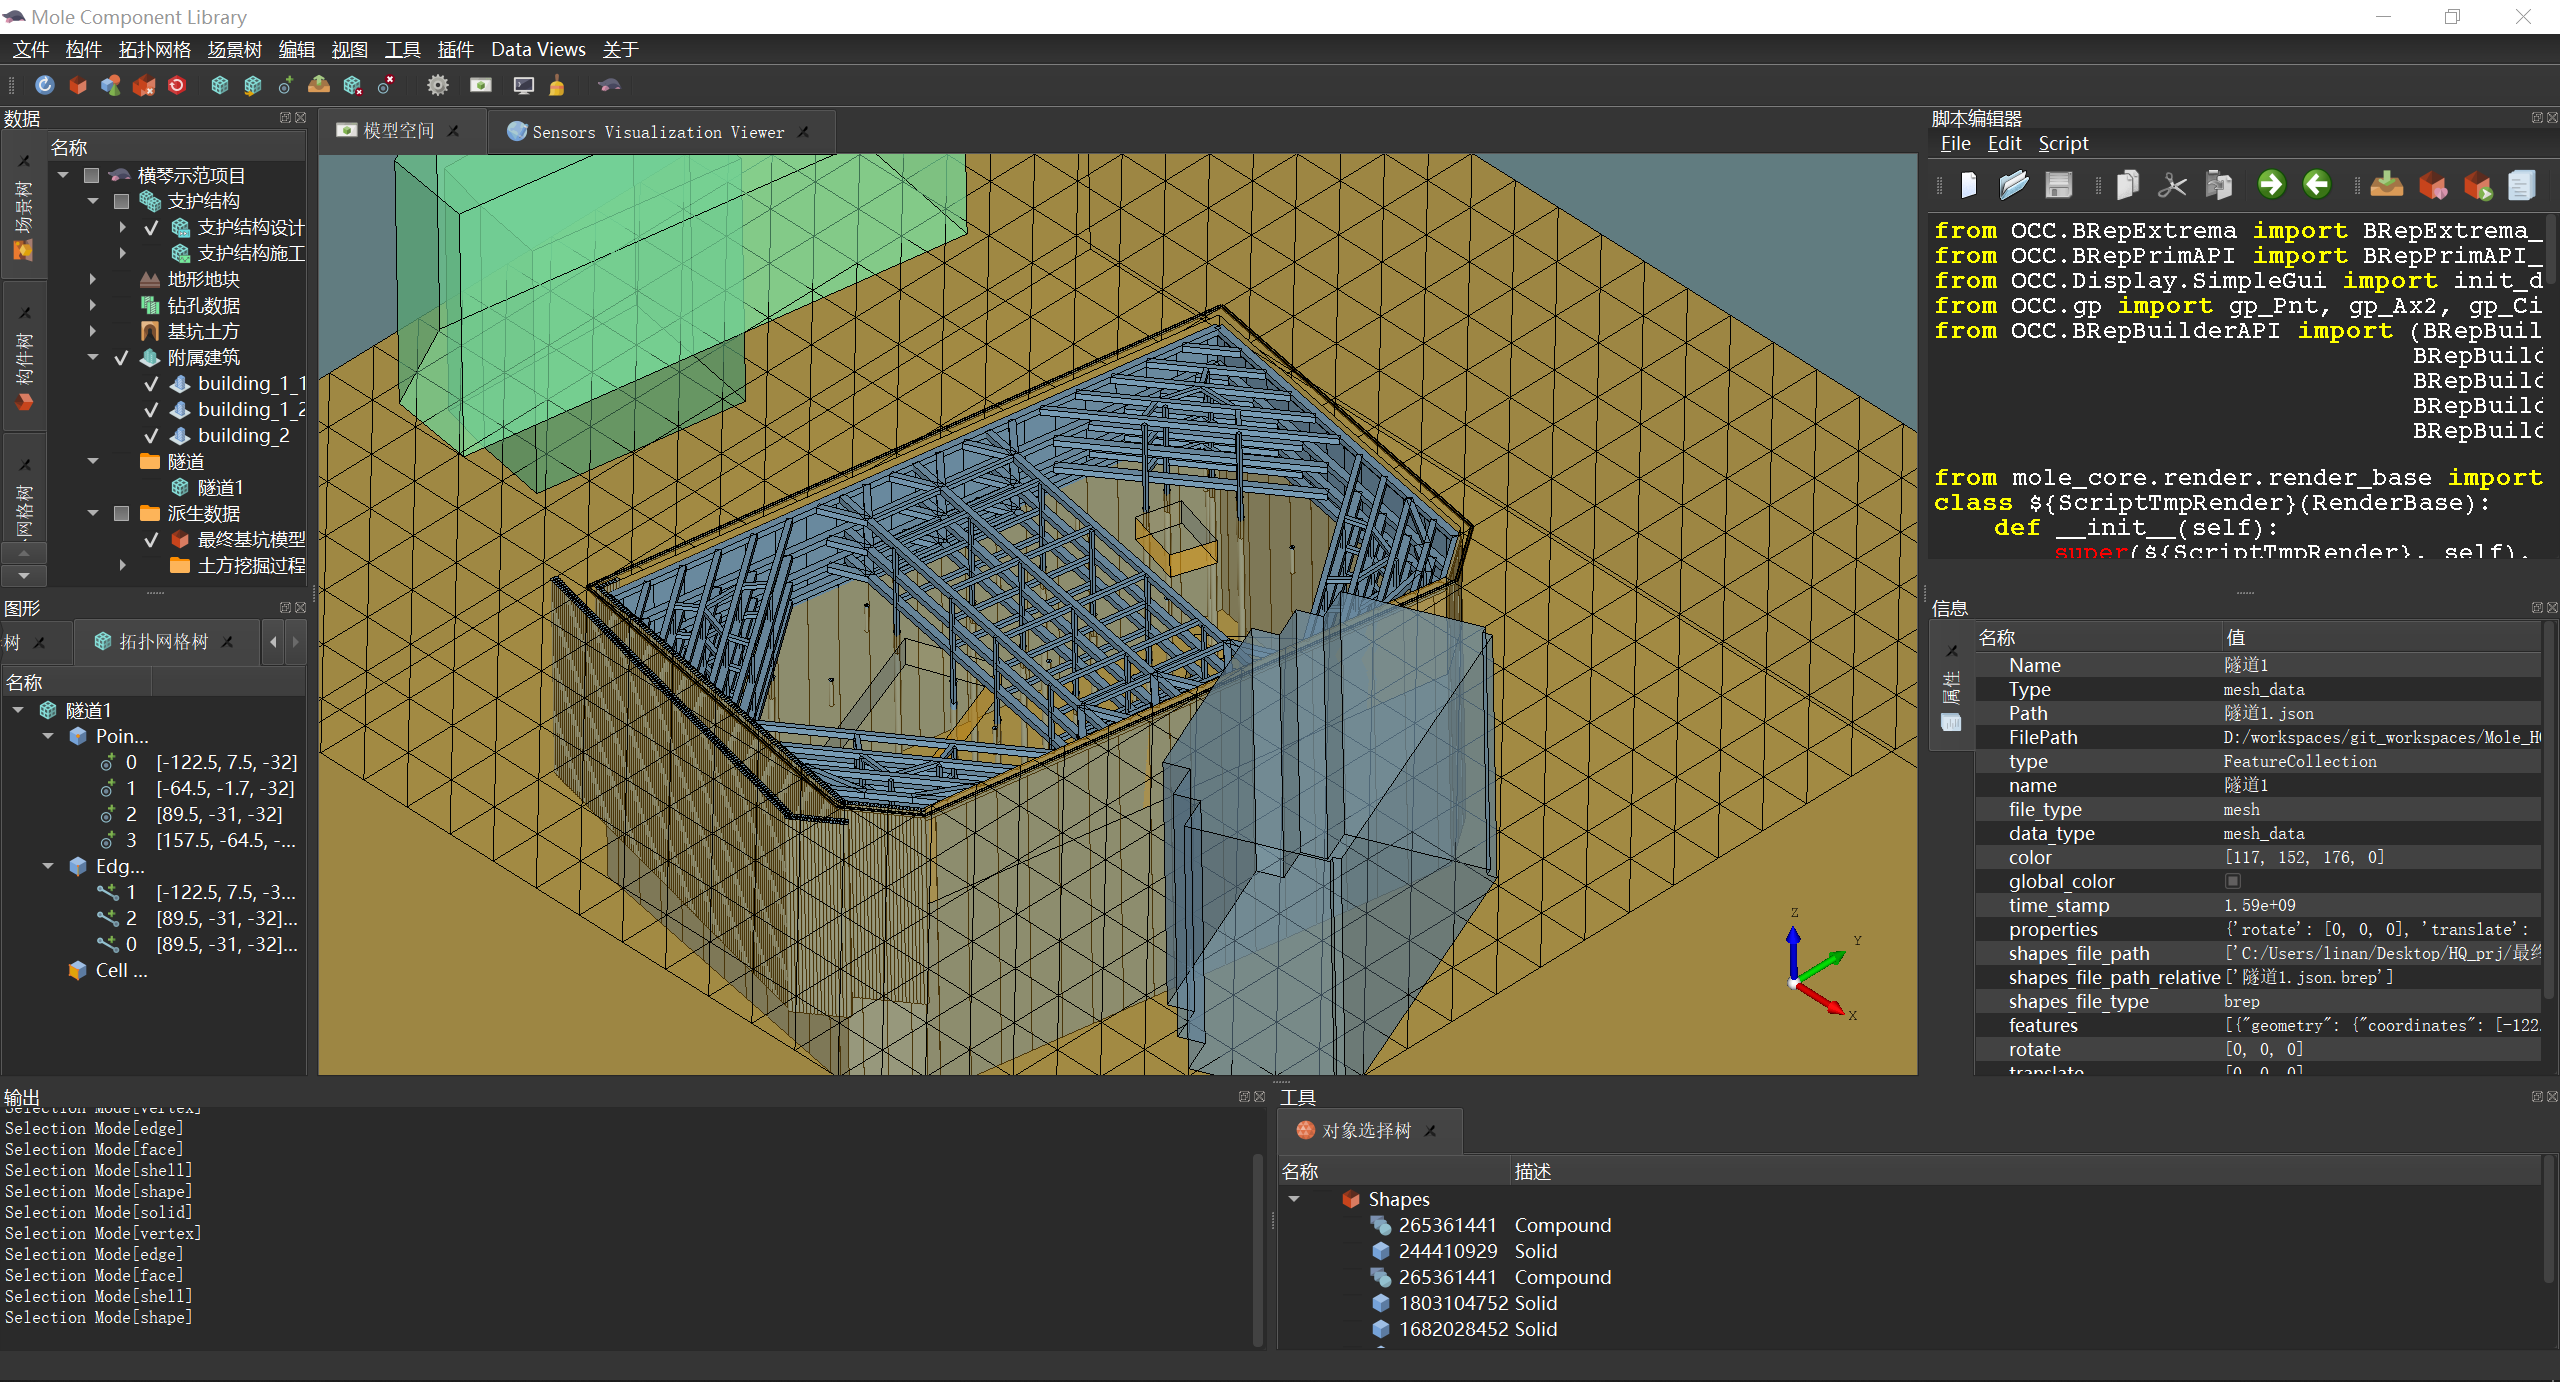 Mole Component Library
文件 构件 拓扑网格 场景树 编辑 视图 工具 插件 Data Views 关于
数据
名称
横琴示范项目
支护结构
支护结构设计
支护结构施工
地形地块
钻孔数据
基坑土方
附属建筑
building_1_1
building_1_2
building_2
隧道
隧道1
派生数据
最终基坑模型
土方挖掘过程
场景树
构件树
网格树
图形
树 拓扑网格树
名称
隧道1
Poin...
0 [-122.5, 7.5, -32]
1 [-64.5, -1.7, -32]
2 [89.5, -31, -32]
3 [157.5, -64.5, -...
Edg...
1 [-122.5, 7.5, -3...
2 [89.5, -31, -32]...
0 [89.5, -31, -32]...
Cell ...
模型空间 Sensors Visualization Viewer
Z
Y
X
脚本编辑器
File Edit Script
from OCC.BRepExtrema import BRepExtrema_
from OCC.BRepPrimAPI import BRepPrimAPI_
from OCC.Display.SimpleGui import init_d
from OCC.gp import gp_Pnt, gp_Ax2, gp_Ci
from OCC.BRepBuilderAPI import (BRepBuil
BRepBuild
BRepBuild
BRepBuild
BRepBuild
from mole_core.render.render_base import
class ${ScriptTmpRender}(RenderBase):
def __init__(self):
super(${ScriptTmpRender}, self).
信息
属性
名称 值
Name 隧道1
Type mesh_data
Path 隧道1.json
FilePath D:/workspaces/git_workspaces/Mole_HQ
type FeatureCollection
name 隧道1
file_type mesh
data_type mesh_data
color [117, 152, 176, 0]
global_color
time_stamp 1.59e+09
properties {'rotate': [0, 0, 0], 'translate':
shapes_file_path ['C:/Users/linan/Desktop/HQ_prj/最终
shapes_file_path_relative ['隧道1.json.brep']
shapes_file_type brep
features [{"geometry": {"coordinates": [-122.
rotate [0, 0, 0]
translate [0, 0, 0]
输出
Selection Mode[vertex]
Selection Mode[edge]
Selection Mode[face]
Selection Mode[shell]
Selection Mode[shape]
Selection Mode[solid]
Selection Mode[vertex]
Selection Mode[edge]
Selection Mode[face]
Selection Mode[shell]
Selection Mode[shape]
工具
对象选择树
名称 描述
Shapes
265361441 Compound
244410929 Solid
265361441 Compound
1803104752 Solid
1682028452 Solid